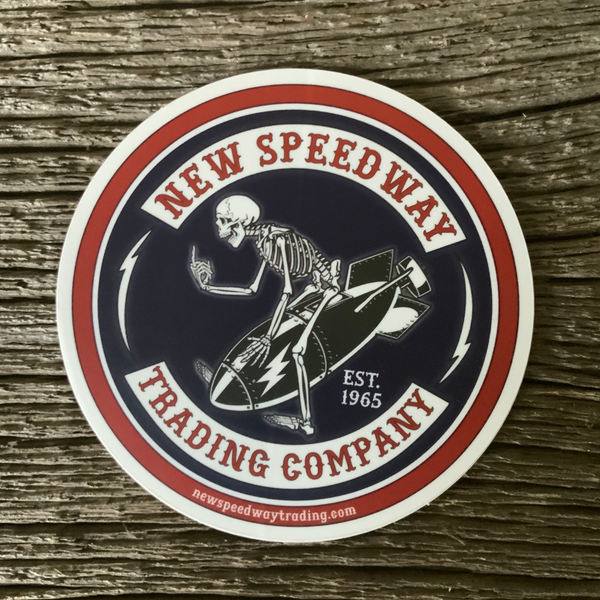 NEW SPEEDWAY
EST.
1965
TRADING COMPANY
newspeedwaytrading.com